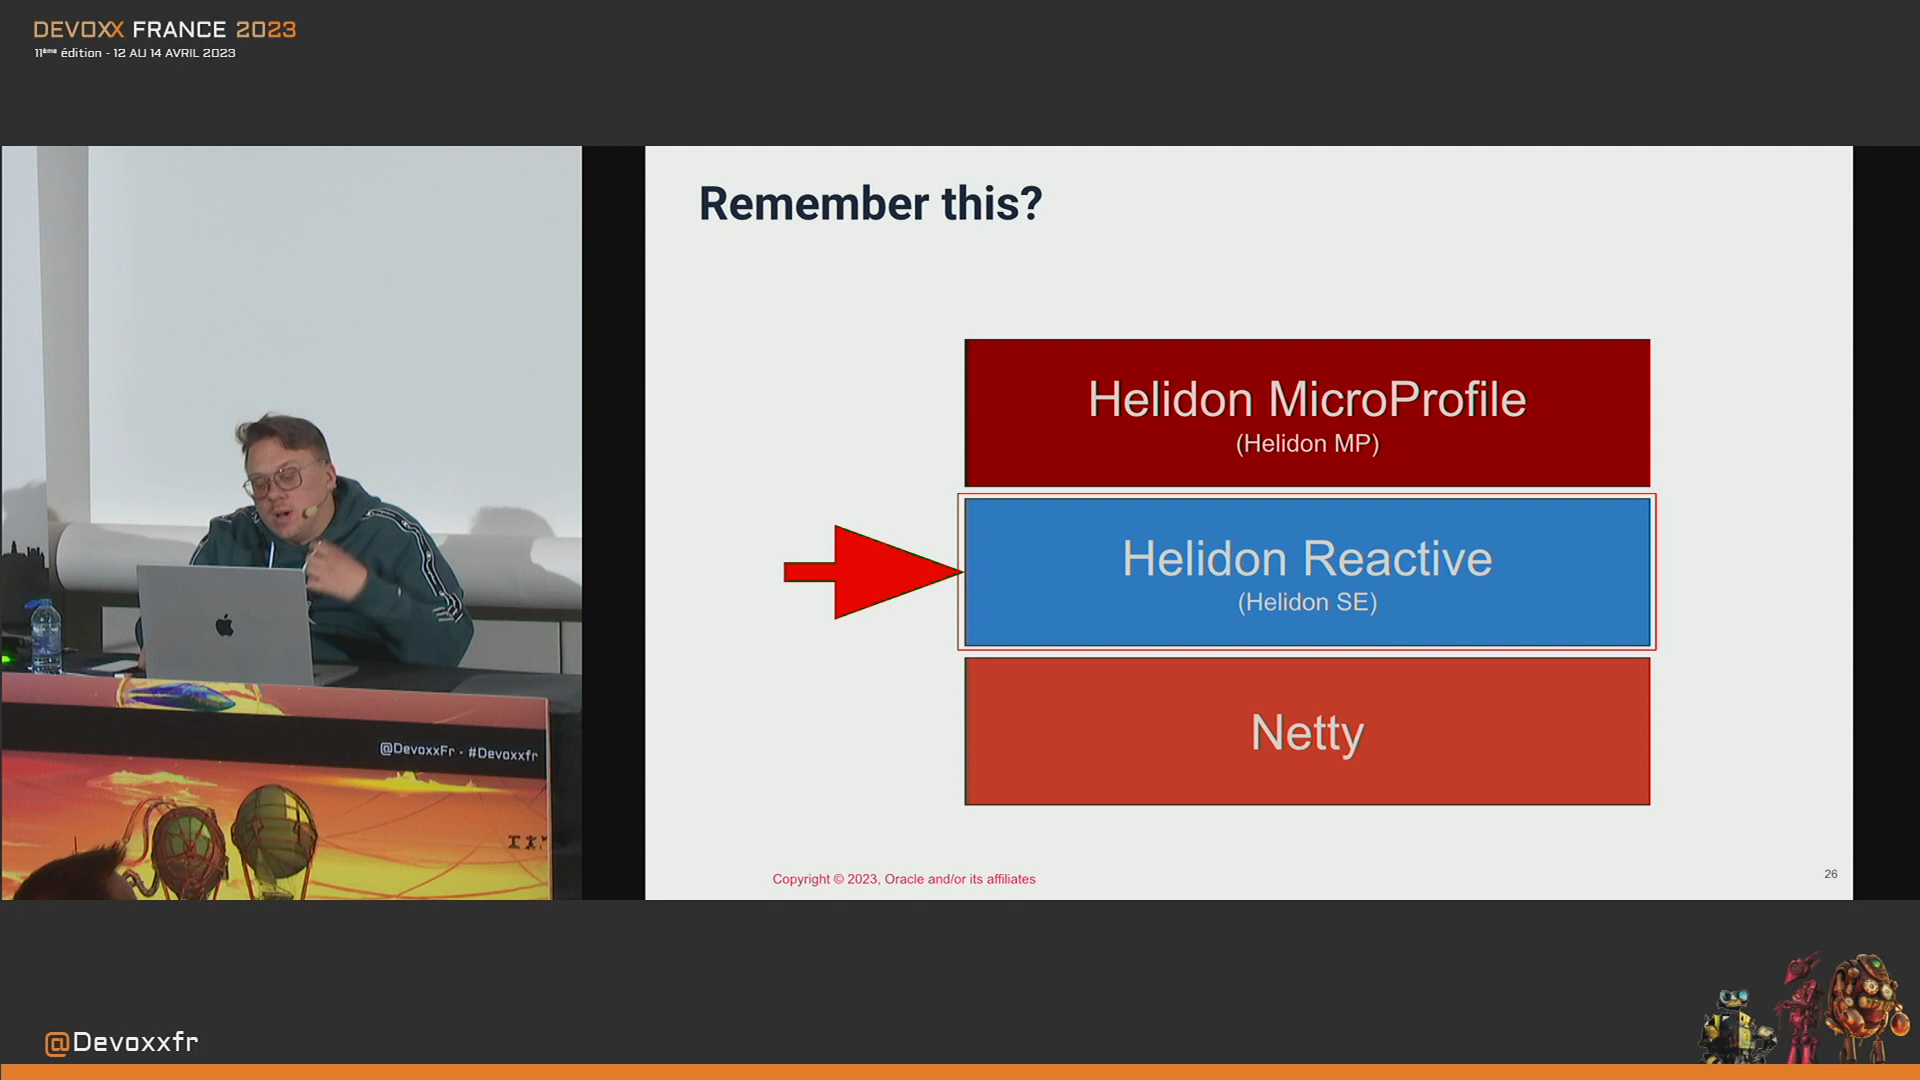 DEVOXX FRANCE 2023
11ème édition - 12 AU 14 AVRIL 2023
Remember this?
Helidon MicroProfile
(Helidon MP)
Helidon Reactive
(Helidon SE)
Netty
@DevoxxFr - #Devoxxfr
Copyright © 2023, Oracle and/or its affiliates
26
@Devoxxfr